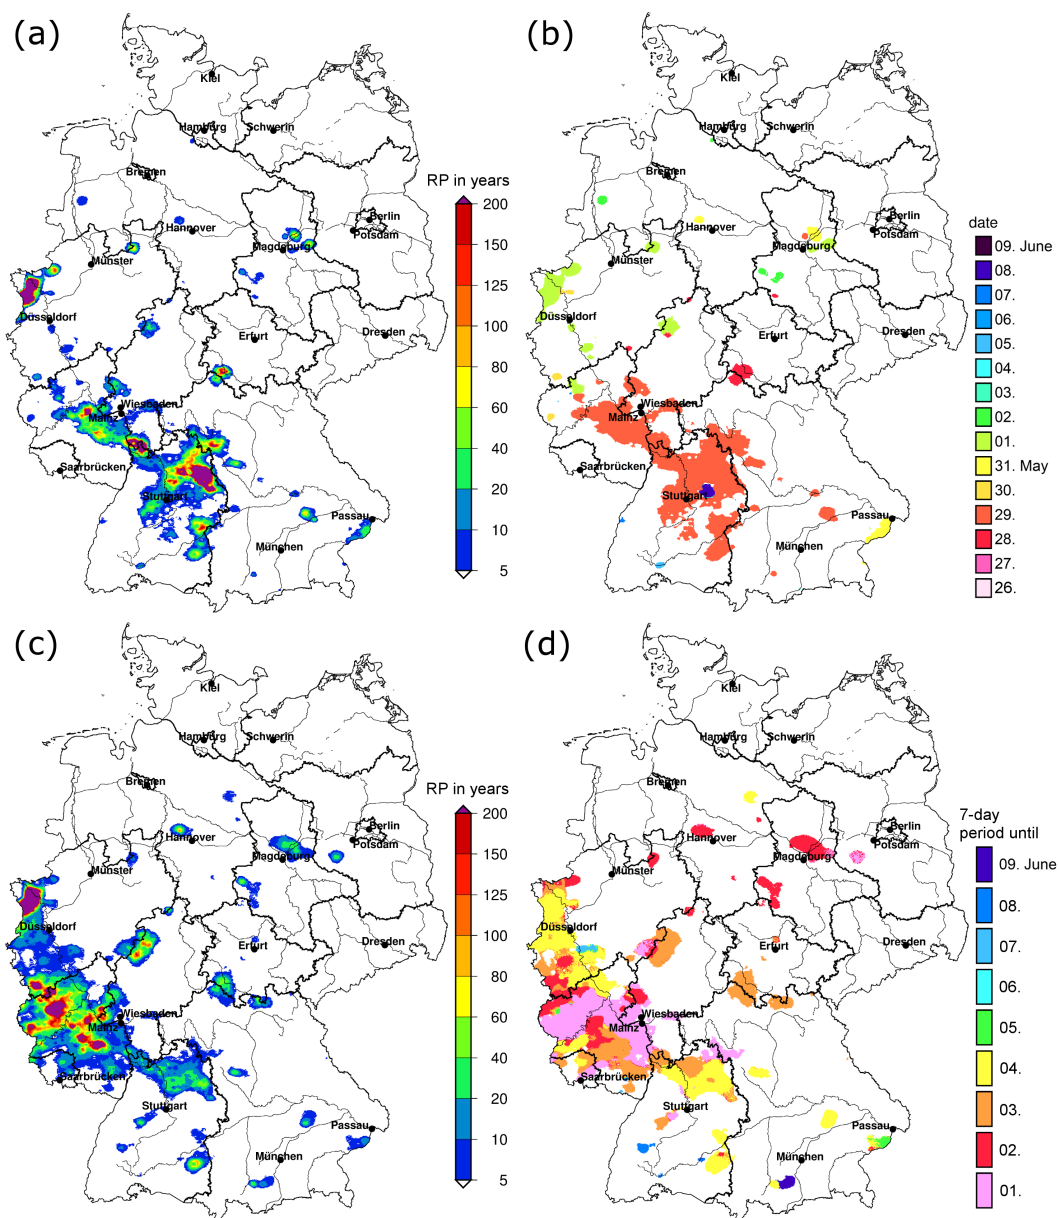 (a)
Kiel
Hamburg
Schwerin
Bremen
Hannover
Berlin
Potsdam
Magdeburg
Münster
Düsseldorf
Erfurt
Dresden
Wiesbaden
Mainz
Saarbrücken
Stuttgart
Passau
München
RP in years
200
150
125
100
80
60
40
20
10
5
(b)
Kiel
Hamburg
Schwerin
Bremen
Hannover
Berlin
Potsdam
Magdeburg
Münster
Düsseldorf
Erfurt
Dresden
Wiesbaden
Mainz
Saarbrücken
Stuttgart
Passau
München
date
09. June
08.
07.
06.
05.
04.
03.
02.
01.
31. May
30.
29.
28.
27.
26.
(c)
Kiel
Hamburg
Schwerin
Bremen
Hannover
Berlin
Potsdam
Magdeburg
Münster
Düsseldorf
Erfurt
Dresden
Wiesbaden
Mainz
Saarbrücken
Stuttgart
Passau
München
RP in years
200
150
125
100
80
60
40
20
10
5
(d)
Kiel
Hamburg
Schwerin
Bremen
Hannover
Berlin
Potsdam
Magdeburg
Münster
Düsseldorf
Erfurt
Dresden
Wiesbaden
Mainz
Saarbrücken
Stuttgart
Passau
München
7-day
period until
09. June
08.
07.
06.
05.
04.
03.
02.
01.